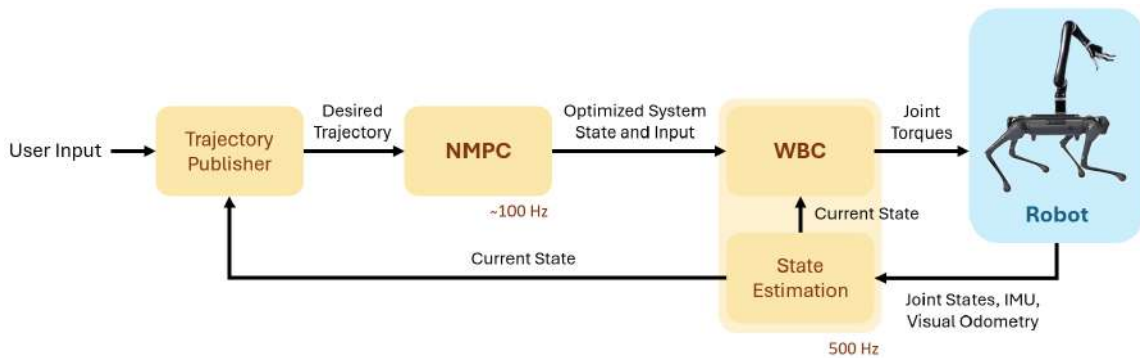 User Input
Trajectory
Publisher
Desired
Trajectory
NMPC
~100 Hz
Optimized System
State and Input
WBC
Joint
Torques
Robot
Current State
State
Estimation
Current State
Joint States, IMU,
Visual Odometry
500 Hz